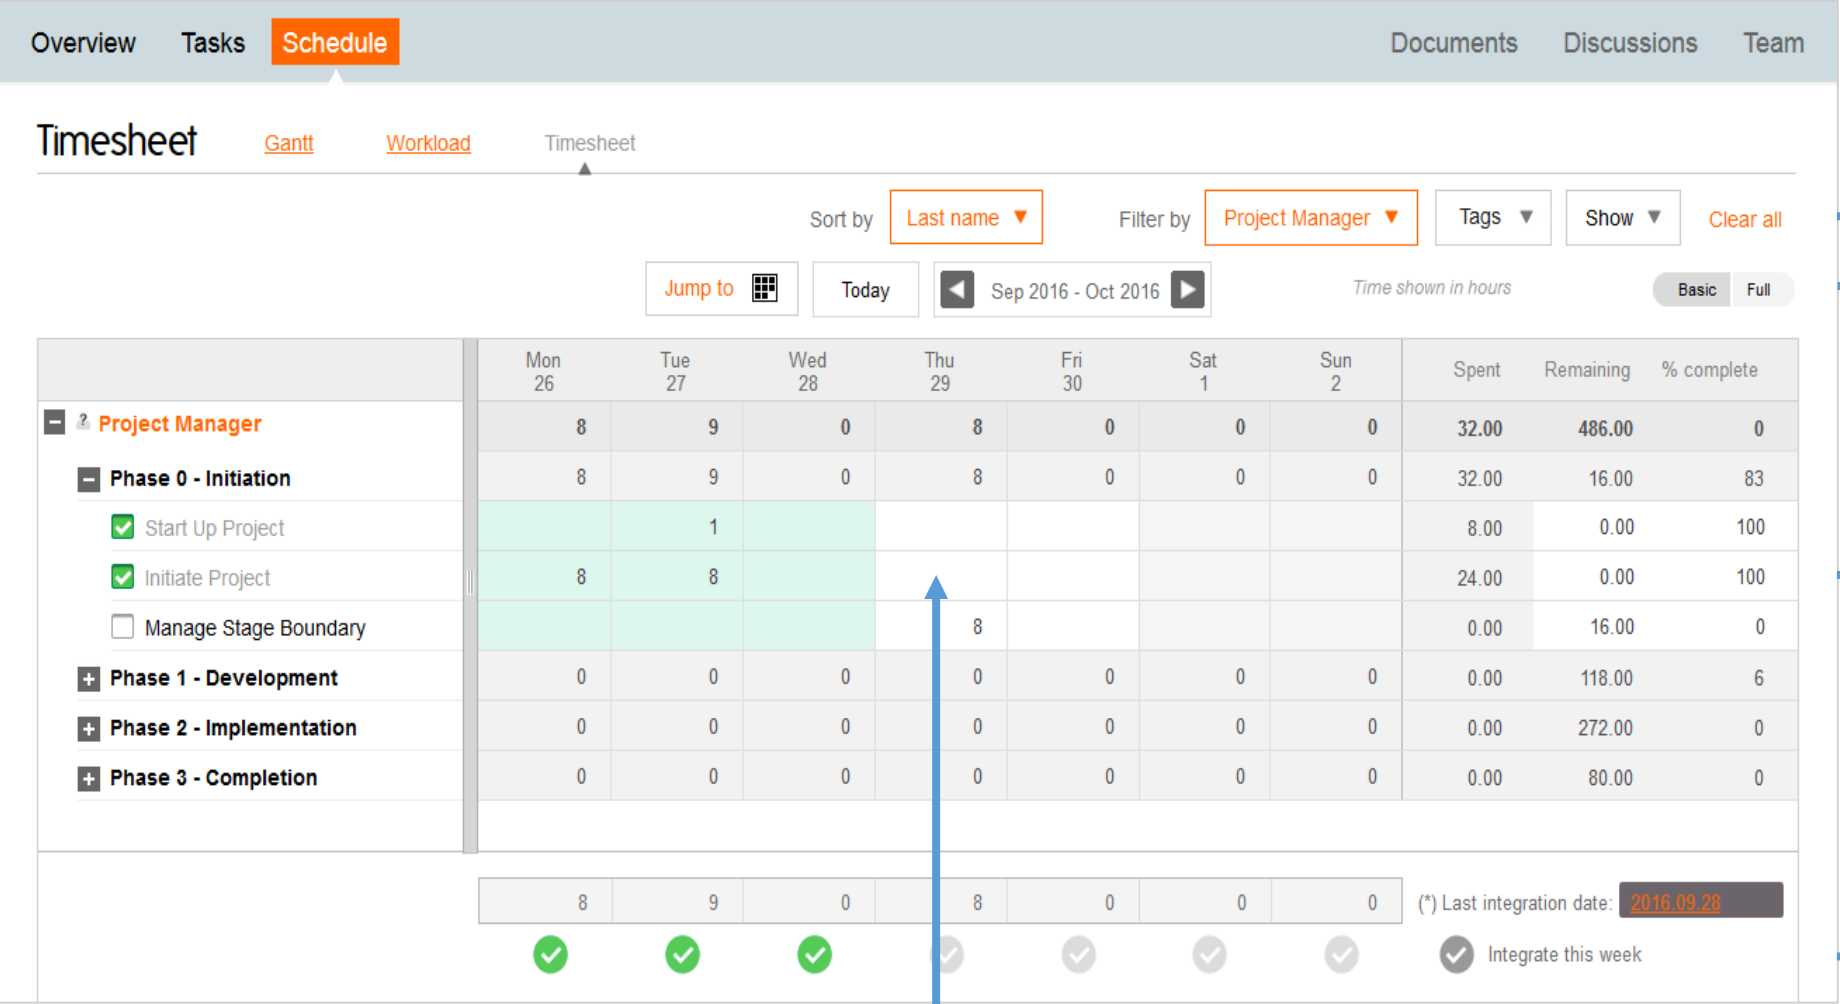 Overview Tasks Schedule Documents Discussions Team
Timesheet Gantt Workload Timesheet
Sort by Last name Filter by Project Manager Tags Show Clear all
Jump to Today Sep 2016 - Oct 2016 Time shown in hours Basic Full
Mon Tue Wed Thu Fri Sat Sun
26 27 28 29 30 1 2 Spent Remaining % complete
? Project Manager 8 9 0 8 0 0 0 32.00 486.00 0
Phase 0 - Initiation 8 9 0 8 0 0 0 32.00 16.00 83
Start Up Project 1 8.00 0.00 100
Initiate Project 8 8 24.00 0.00 100
Manage Stage Boundary 8 0.00 16.00 0
Phase 1 - Development 0 0 0 0 0 0 0 0.00 118.00 6
Phase 2 - Implementation 0 0 0 0 0 0 0 0.00 272.00 0
Phase 3 - Completion 0 0 0 0 0 0 0 0.00 80.00 0
8 9 0 8 0 0 0 (*) Last integration date: 2016.09.28
Integrate this week